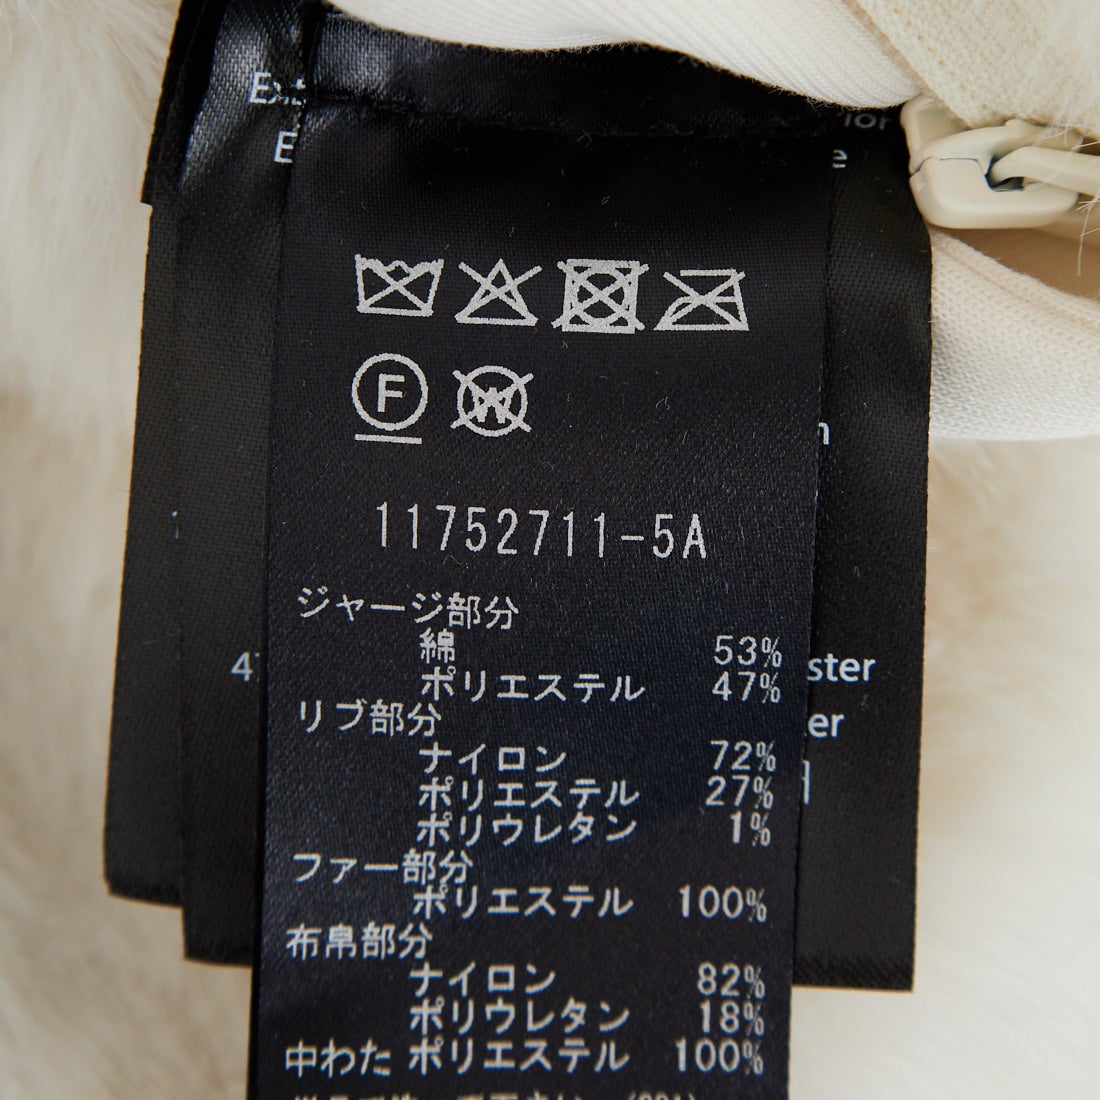 Ex
E
e
F
W
11752711-5A
ジャージ部分
綿 53%
ポリエステル 47%
リブ部分
ナイロン 72%
ポリエステル 27%
ポリウレタン 1%
ファー部分
ポリエステル 100%
布帛部分
ナイロン 82%
ポリウレタン 18%
中わた ポリエステル 100%
4
ster
er